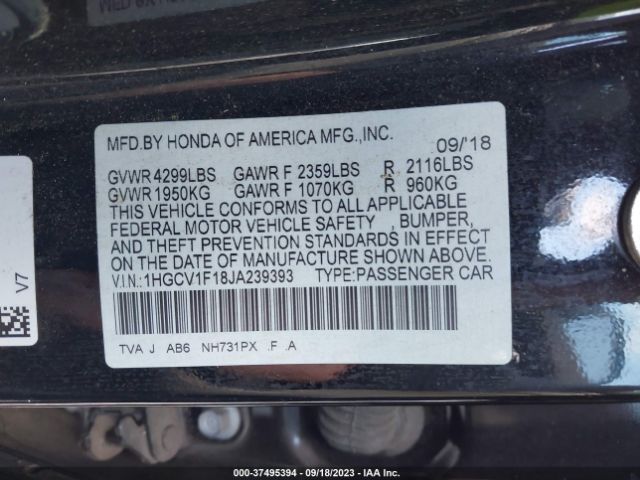 MFD.BY HONDA OF AMERICA MFG.,INC. 09/'18
GVWR 4299LBS GAWR F 2359LBS R 2116LBS
GVWR 1950KG GAWR F 1070KG R 960KG
THIS VEHICLE CONFORMS TO ALL APPLICABLE
FEDERAL MOTOR VEHICLE SAFETY , BUMPER,
AND THEFT PREVENTION STANDARDS IN EFFECT
ON THE DATE OF MANUFACTURE SHOWN ABOVE.
V.I.N.:1HGCV1F18JA239393 TYPE:PASSENGER CAR
TVA J AB6 NH731PX .F .A
V7
000-37495394 - 09/18/2023 - IAA Inc.